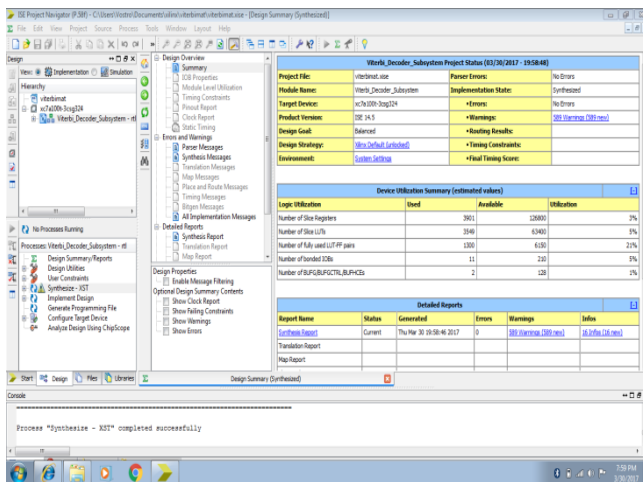 ISE Project Navigator (P.58f) - C:\Users\Vostro\Documents\xilinx\viterbimat\viterbimat.xise - [Design Summary (Synthesized)]
File Edit View Project Source Process Tools Window Layout Help
Design
View: Implementation Simulation
Hierarchy
viterbimat
xc7a100t-3csg324
Viterbi_Decoder_Subsystem - rtl
No Processes Running
Processes: Viterbi_Decoder_Subsystem - rtl
Design Summary/Reports
Design Utilities
User Constraints
Synthesize - XST
Implement Design
Generate Programming File
Configure Target Device
Analyze Design Using ChipScope
Start Design Files Libraries
Design Overview
Summary
IOB Properties
Module Level Utilization
Timing Constraints
Pinout Report
Clock Report
Static Timing
Errors and Warnings
Parser Messages
Synthesis Messages
Translation Messages
Map Messages
Place and Route Messages
Timing Messages
Bitgen Messages
All Implementation Messages
Detailed Reports
Synthesis Report
Translation Report
Map Report
Design Properties
Enable Message Filtering
Optional Design Summary Contents
Show Clock Report
Show Failing Constraints
Show Warnings
Show Errors
Design Summary (Synthesized)
Viterbi_Decoder_Subsystem Project Status (03/30/2017 - 19:58:48)
Project File: viterbimat.xise Parser Errors: No Errors
Module Name: Viterbi_Decoder_Subsystem Implementation State: Synthesized
Target Device: xc7a100t-3csg324 •Errors: No Errors
Product Version: ISE 14.5 •Warnings: 589 Warnings (589 new)
Design Goal: Balanced •Routing Results:
Design Strategy: Xilinx Default (unlocked) •Timing Constraints:
Environment: System Settings •Final Timing Score:
Device Utilization Summary (estimated values) [-]
Logic Utilization Used Available Utilization
Number of Slice Registers 3901 126800 3%
Number of Slice LUTs 3549 63400 5%
Number of fully used LUT-FF pairs 1300 6150 21%
Number of bonded IOBs 11 210 5%
Number of BUFG/BUFGCTRL/BUFHCEs 2 128 1%
Detailed Reports [-]
Report Name Status Generated Errors Warnings Infos
Synthesis Report Current Thu Mar 30 19:58:46 2017 0 589 Warnings (589 new) 16 Infos (16 new)
Translation Report
Map Report
Console
Process "Synthesize - XST" completed successfully
7:59 PM
3/30/2017